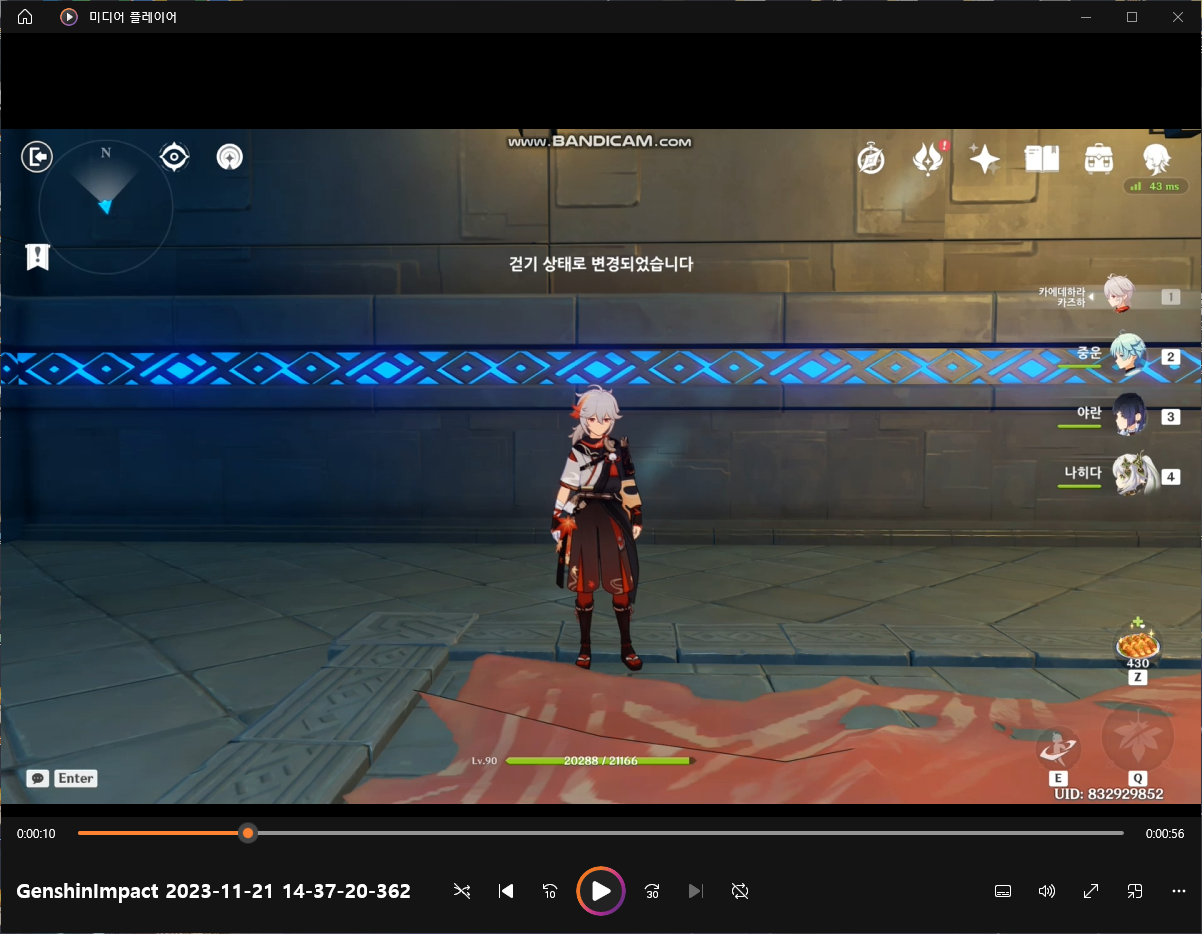 미디어 플레이어
www.BANDICAM.com
N
43 ms
걷기 상태로 변경되었습니다
카에데하라
카즈하
1
중운
2
야란
3
나히다
4
430
Z
Lv.90
20288 / 21166
Enter
E
Q
UID: 832929852
0:00:10
0:00:56
GenshinImpact 2023-11-21 14-37-20-362
10
30